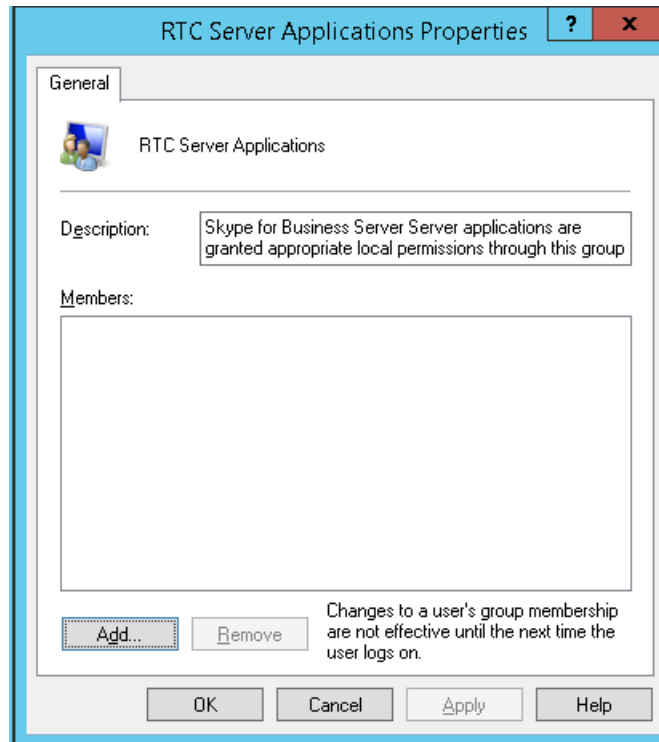 RTC Server Applications Properties
?
x
General
RTC Server Applications
Description:
Skype for Business Server Server applications are
granted appropriate local permissions through this group
Members:
Add...
Remove
Changes to a user's group membership
are not effective until the next time the
user logs on.
OK
Cancel
Apply
Help